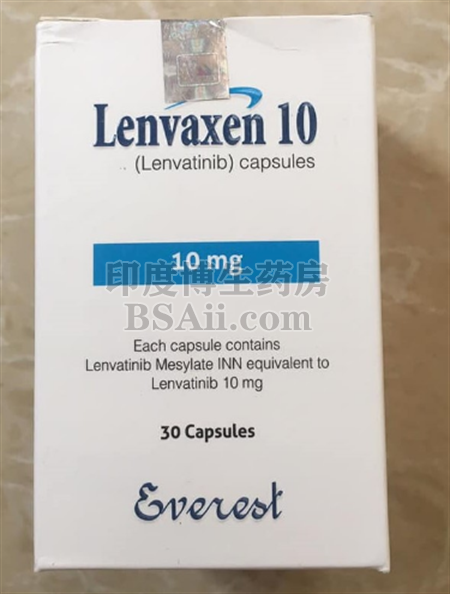 Lenvaxen 10
(Lenvatinib) capsules
10 mg
印度博生药房
BSAii.com
Each capsule contains
Lenvatinib Mesylate INN equivalent to
Lenvatinib 10 mg
30 Capsules
Everest